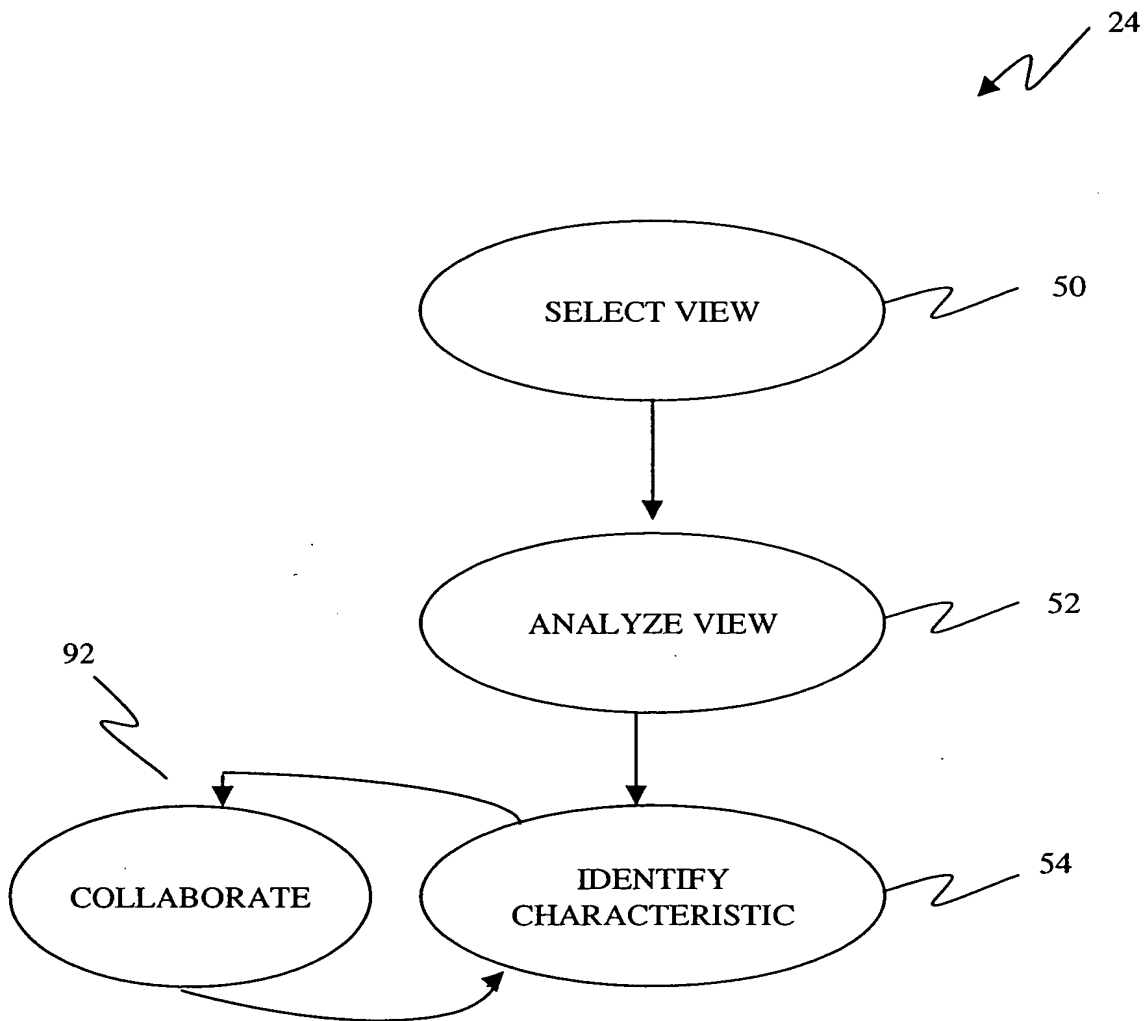 24
SELECT VIEW
50
ANALYZE VIEW
52
92
COLLABORATE
IDENTIFY
CHARACTERISTIC
54